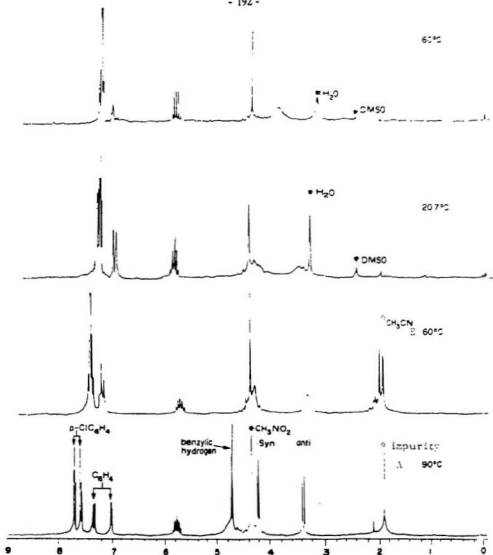 - 192 -
60°C
* H₂O
* DMSO
* H₂O
20.7°C
* DMSO
CH₃CN
60°C
p-ClC₆H₄
* CH₃NO₂
benzylic hydrogen
Syn
anti
* impurity
C₆H₄
A 90°C
9 8 7 6 5 4 3 2 1 0